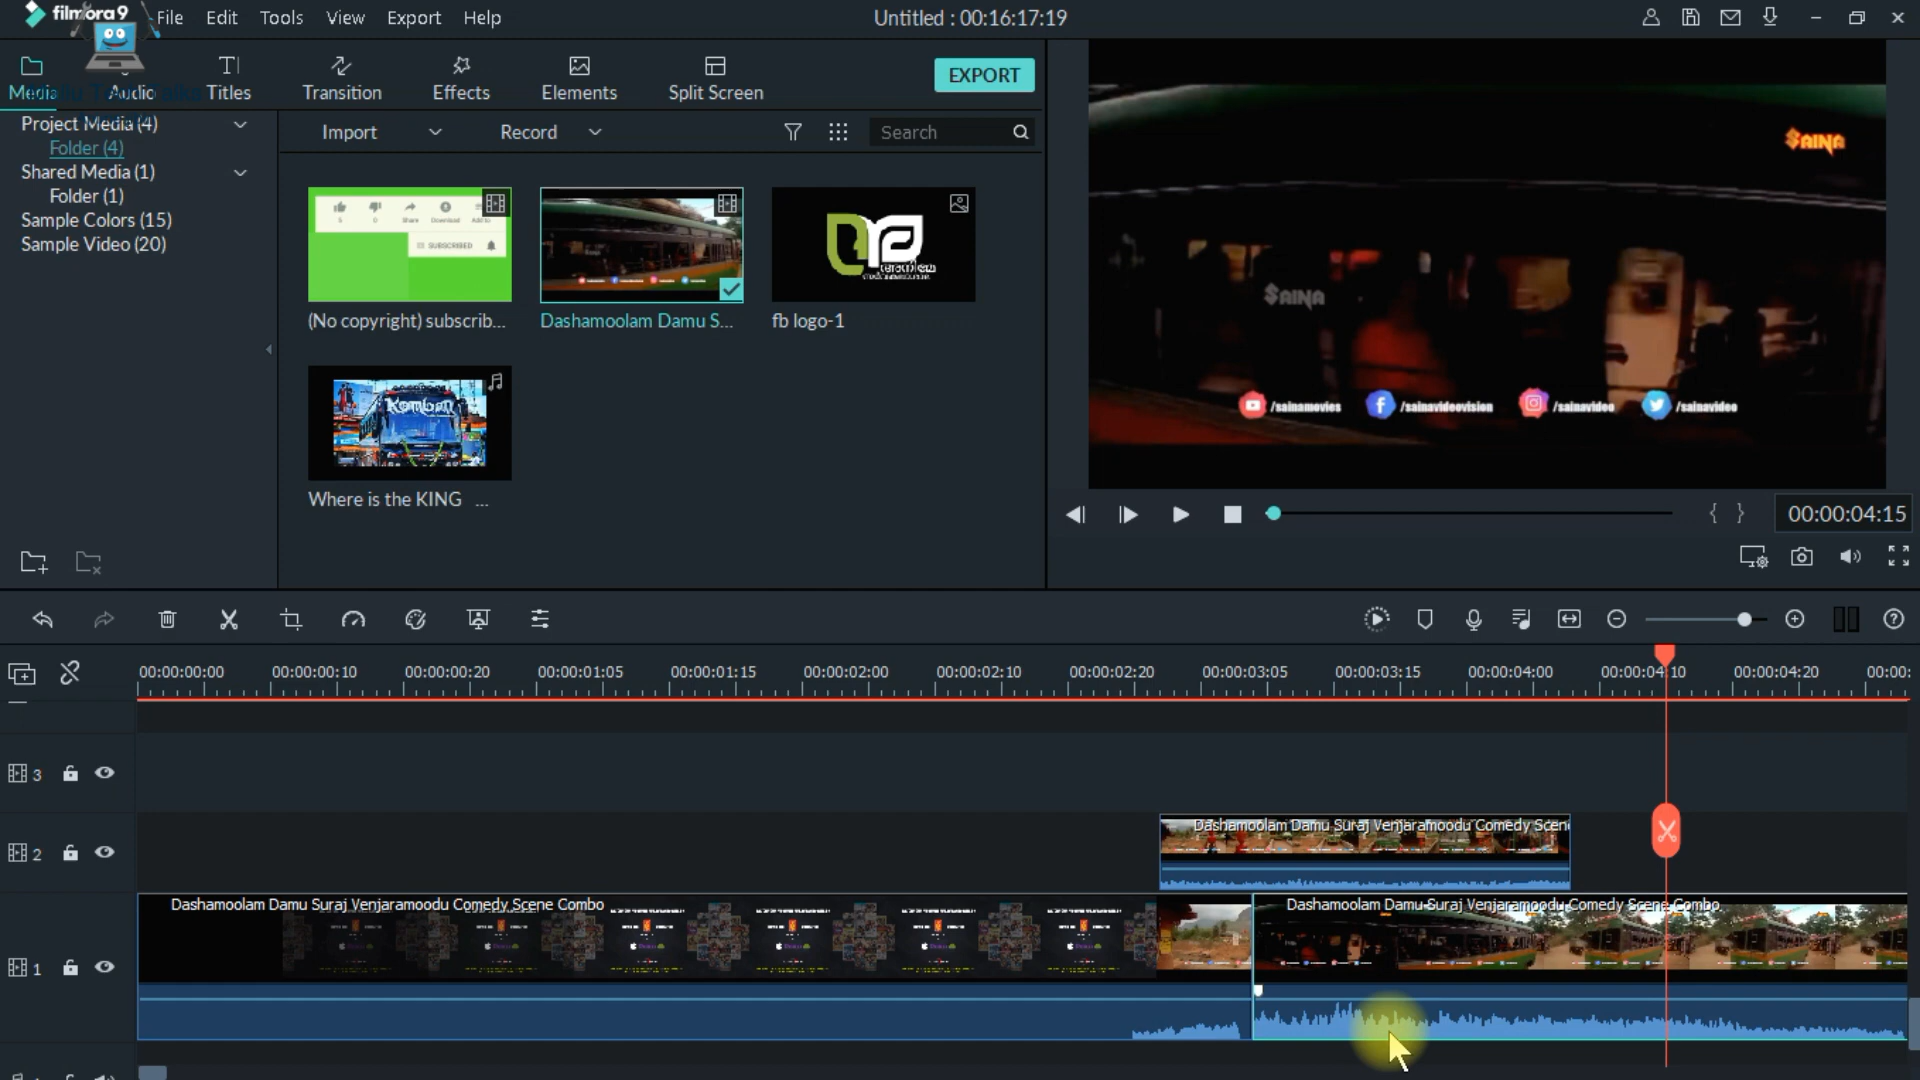 filmora9
File Edit Tools View Export Help
Untitled : 00:16:17:19
Media Audio Titles Transition Effects Elements Split Screen
EXPORT
Project Media (4)
Folder (4)
Shared Media (1)
Folder (1)
Sample Colors (15)
Sample Video (20)
Import Record Search
Share Download
SUBSCRIBED
(No copyright) subscrib...
Dashamoolam Damu S...
fb logo-1
Komban
Where is the KING ...
SAINA
SAINA
/sainamovies /sainavideovision /sainavideo /sainavideo
00:00:04:15
00:00:00:00 00:00:00:10 00:00:00:20 00:00:01:05 00:00:01:15 00:00:02:00 00:00:02:10 00:00:02:20 00:00:03:05 00:00:03:15 00:00:04:00 00:00:04:10 00:00:04:20 00:00:
3
2
Dashamoolam Damu Suraj Venjaramoodu Comedy Scen
1
Dashamoolam Damu Suraj Venjaramoodu Comedy Scene Combo
Dashamoolam Damu Suraj Venjaramoodu Comedy Scene Combo